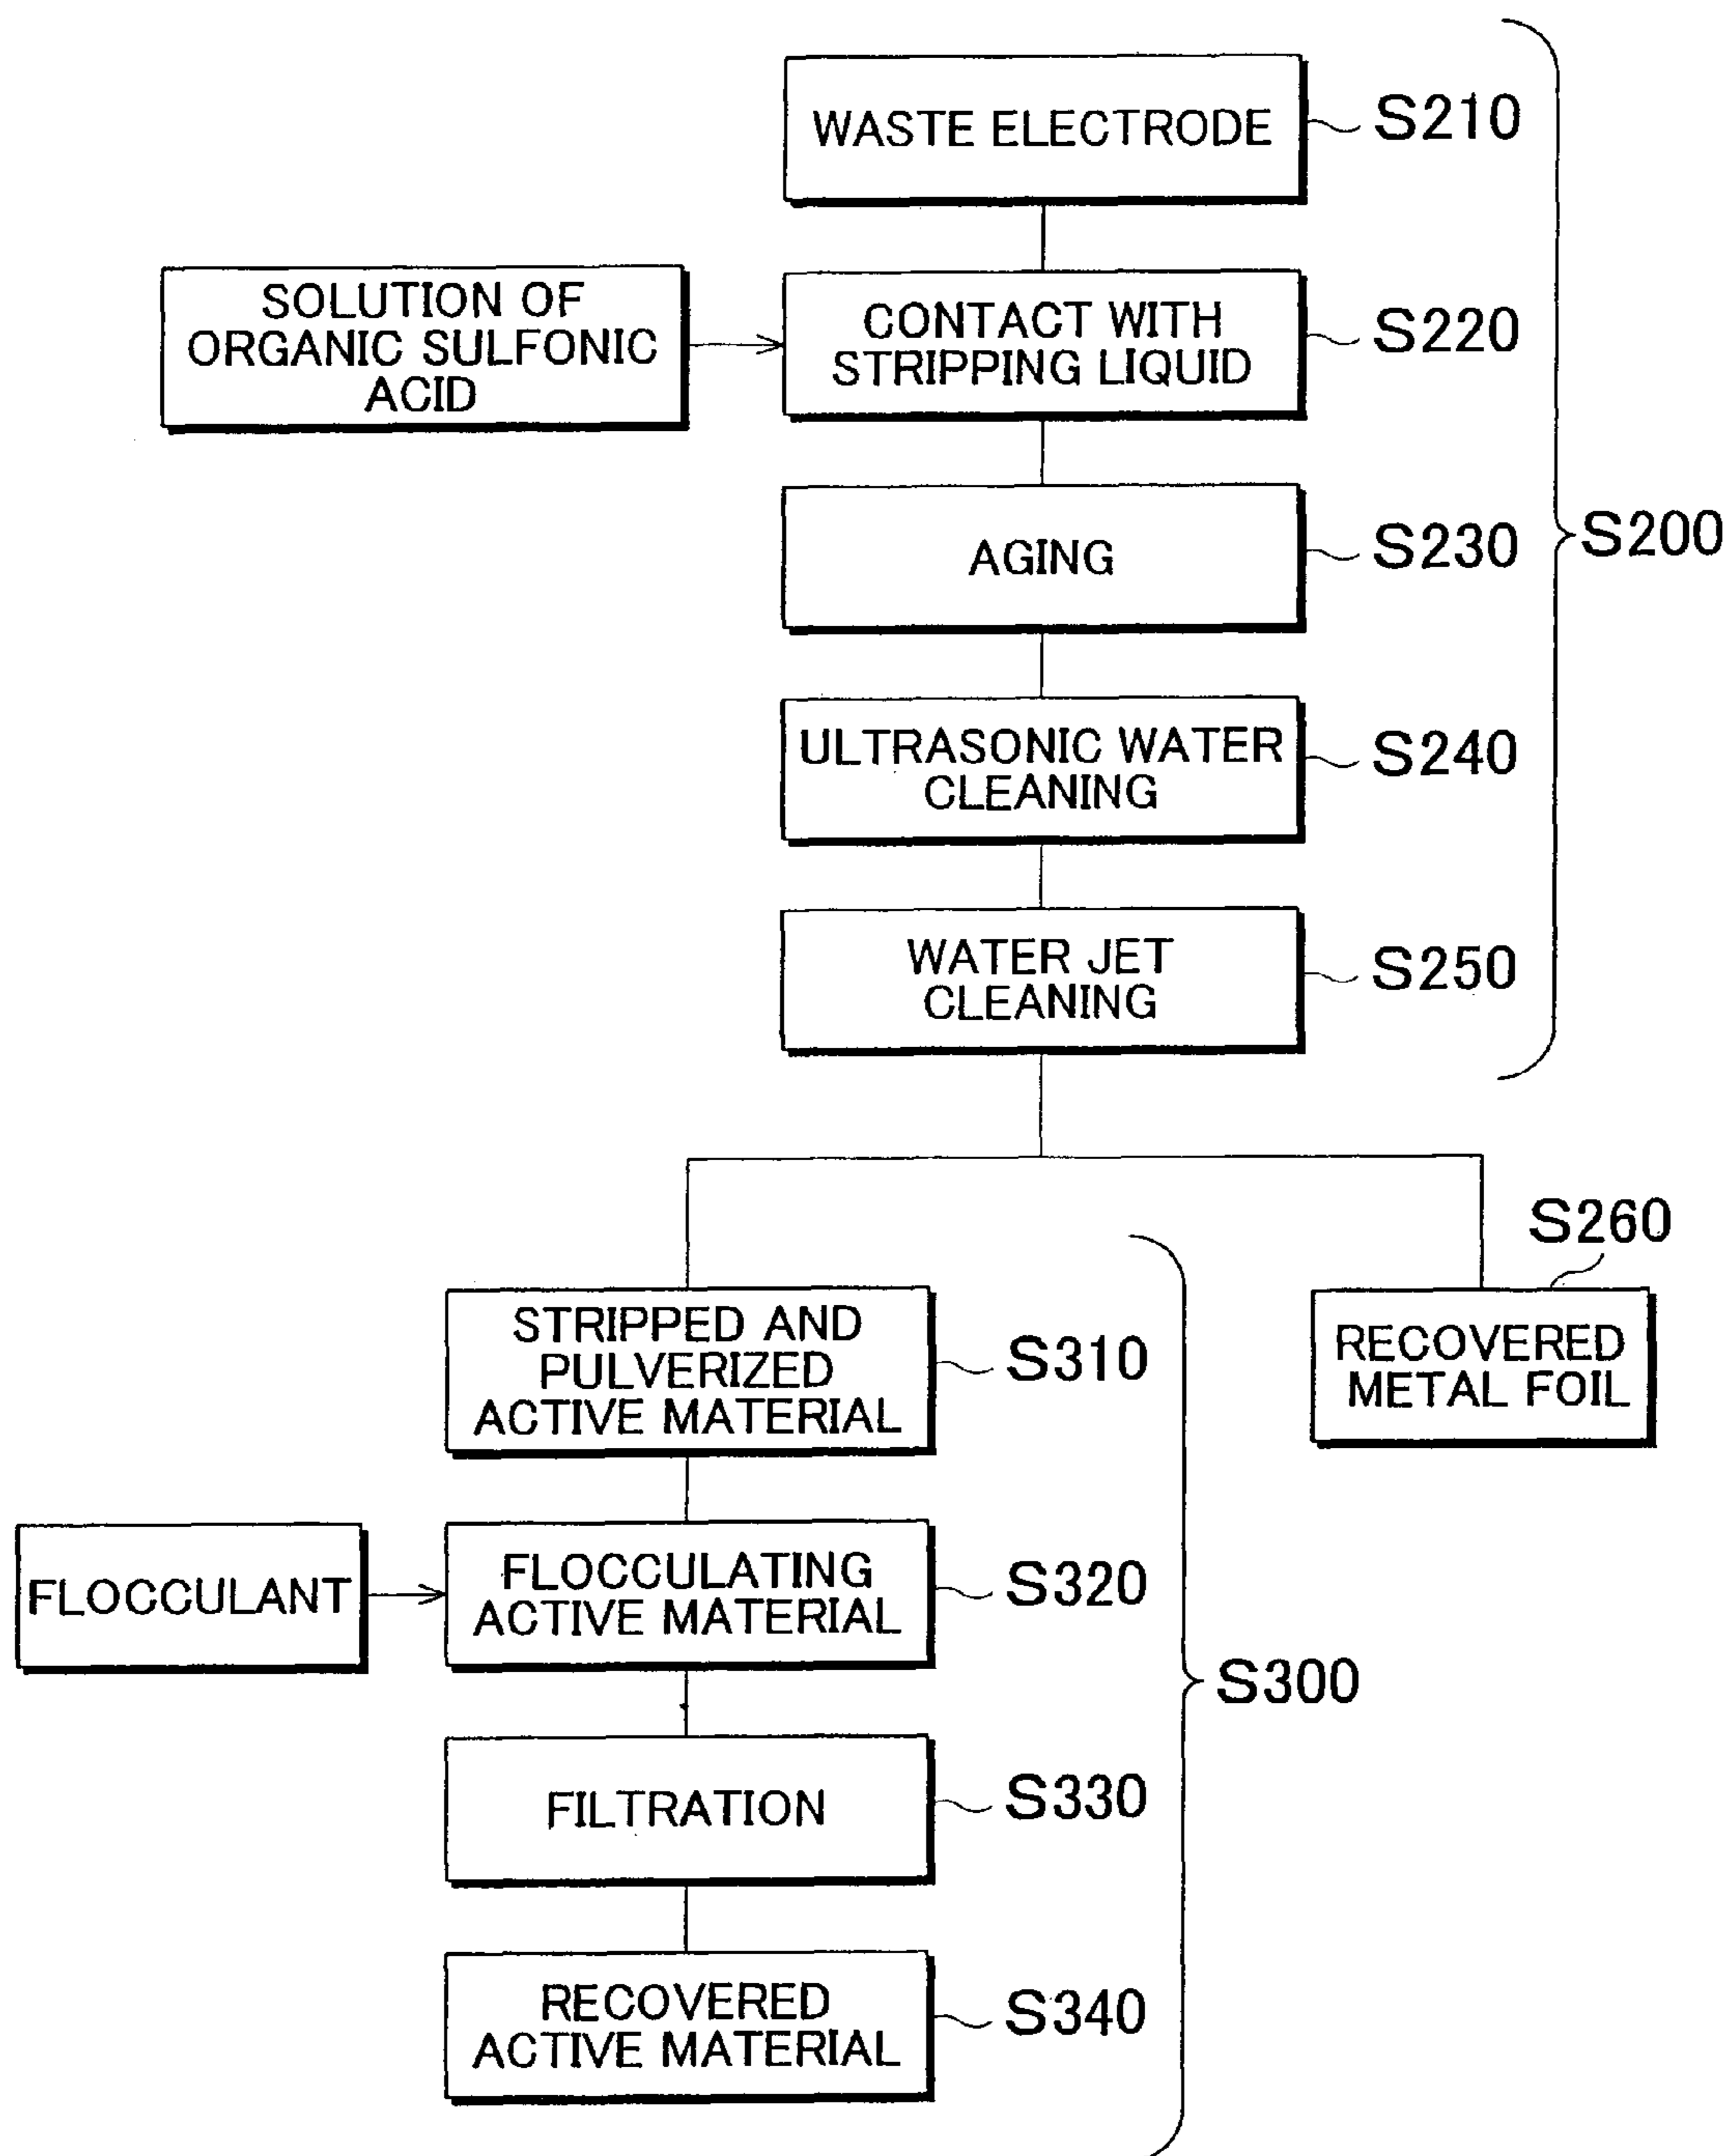 WASTE ELECTRODE
S210
SOLUTION OF
ORGANIC SULFONIC
ACID
CONTACT WITH
STRIPPING LIQUID
S220
AGING
S230
S200
ULTRASONIC WATER
CLEANING
S240
WATER JET
CLEANING
S250
S260
RECOVERED
METAL FOIL
STRIPPED AND
PULVERIZED
ACTIVE MATERIAL
S310
FLOCCULANT
FLOCCULATING
ACTIVE MATERIAL
S320
S300
FILTRATION
S330
RECOVERED
ACTIVE MATERIAL
S340